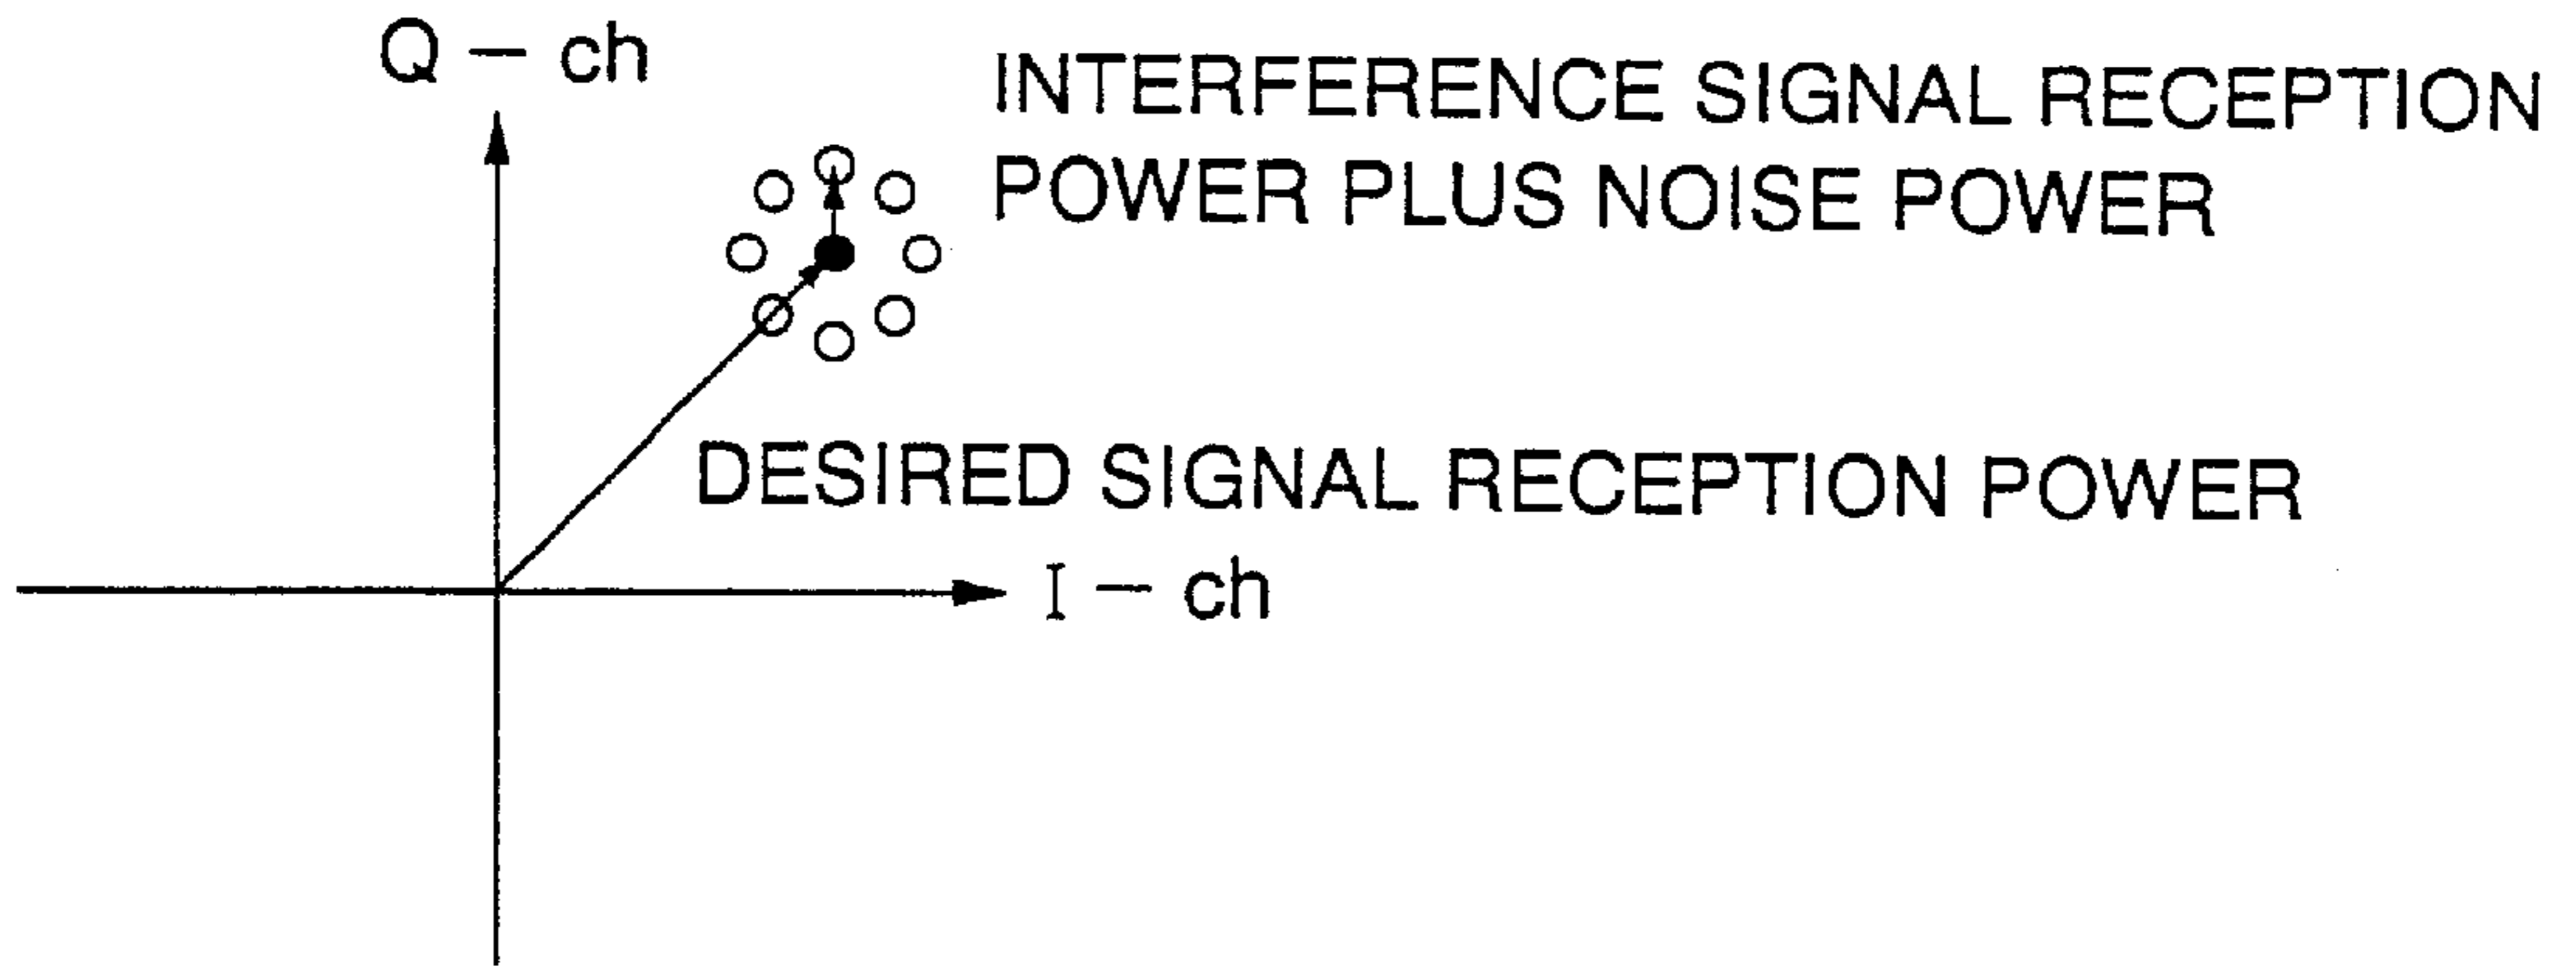 Q – ch
INTERFERENCE SIGNAL RECEPTION
POWER PLUS NOISE POWER
DESIRED SIGNAL RECEPTION POWER
I – ch